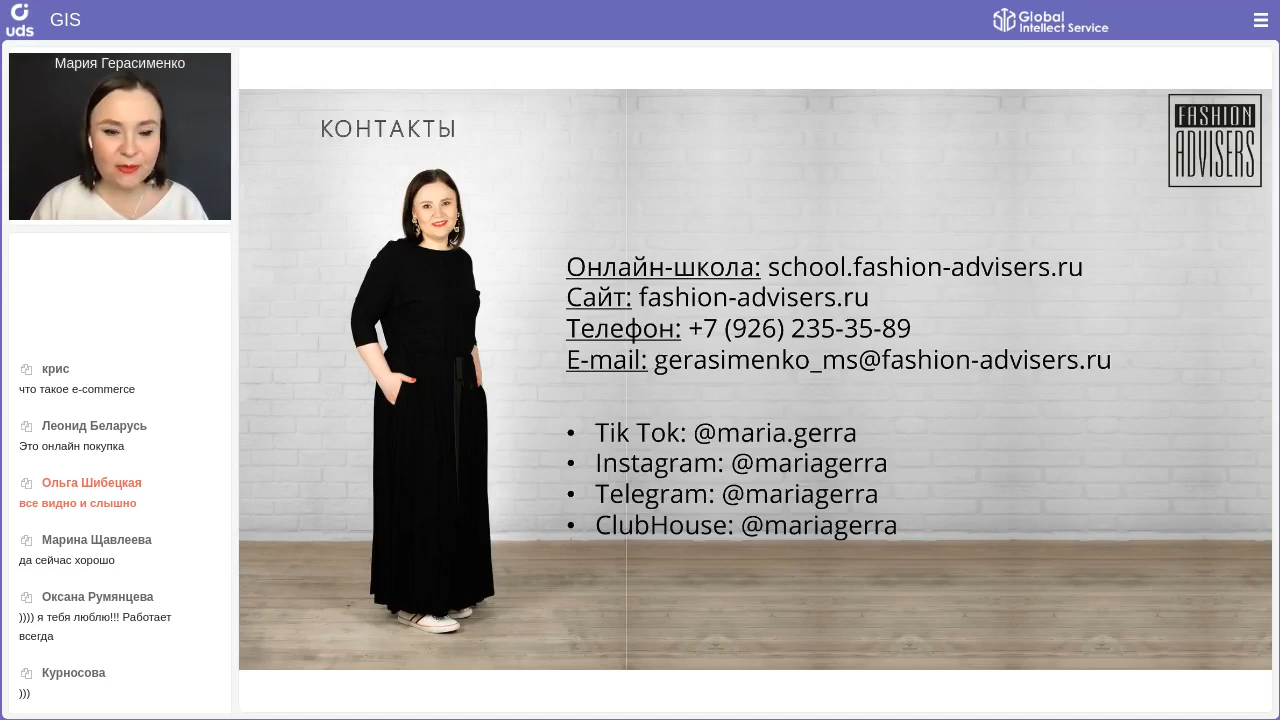 uds
GIS
Global
Intellect Service
Мария Герасименко
крис
что такое e-commerce
Леонид Беларусь
Это онлайн покупка
Ольга Шибецкая
все видно и слышно
Марина Щавлеева
да сейчас хорошо
Оксана Румянцева
)))) я тебя люблю!!! Работает
всегда
Курносова
)))
КОНТАКТЫ
FASHION
ADVISERS
Онлайн-школа: school.fashion-advisers.ru
Сайт: fashion-advisers.ru
Телефон: +7 (926) 235-35-89
E-mail: gerasimenko_ms@fashion-advisers.ru
• Tik Tok: @maria.gerra
• Instagram: @mariagerra
• Telegram: @mariagerra
• ClubHouse: @mariagerra